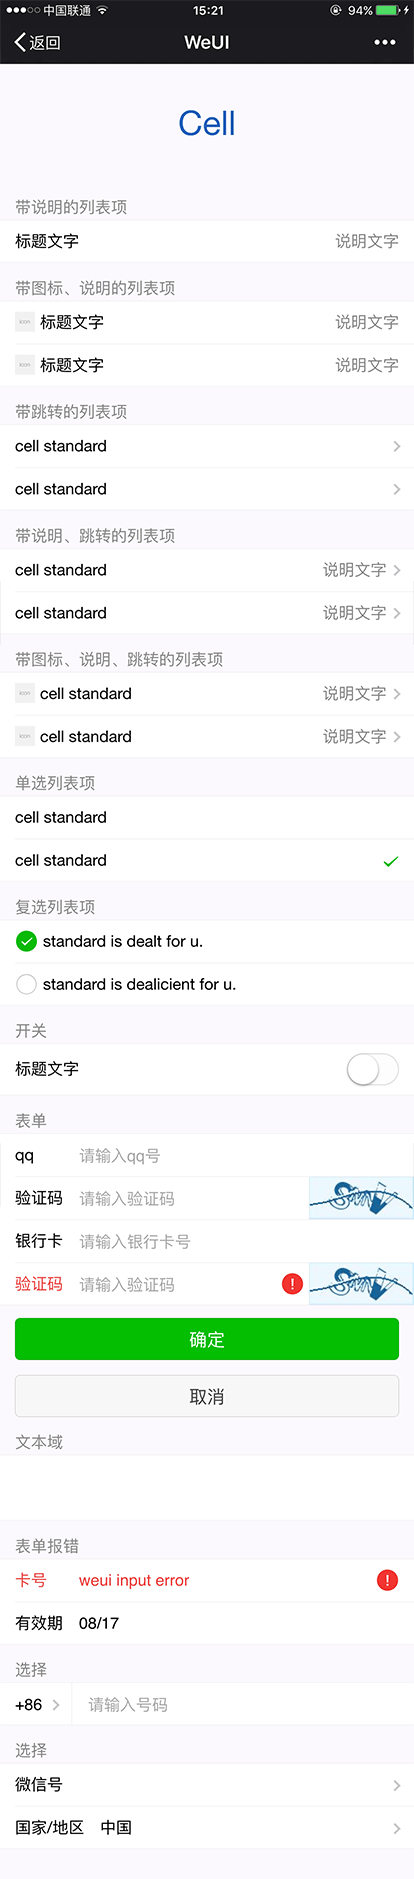 中国联通 15:21 94%
返回 WeUI
Cell
带说明的列表项
标题文字 说明文字
带图标、说明的列表项
标题文字 说明文字
标题文字 说明文字
带跳转的列表项
cell standard
cell standard
带说明、跳转的列表项
cell standard 说明文字
cell standard 说明文字
带图标、说明、跳转的列表项
cell standard 说明文字
cell standard 说明文字
单选列表项
cell standard
cell standard
复选列表项
standard is dealt for u.
standard is dealicient for u.
开关
标题文字
表单
qq 请输入qq号
验证码 请输入验证码
银行卡 请输入银行卡号
验证码 请输入验证码
确定
取消
文本域
表单报错
卡号 weui input error
有效期 08/17
选择
+86 请输入号码
选择
微信号
国家/地区 中国